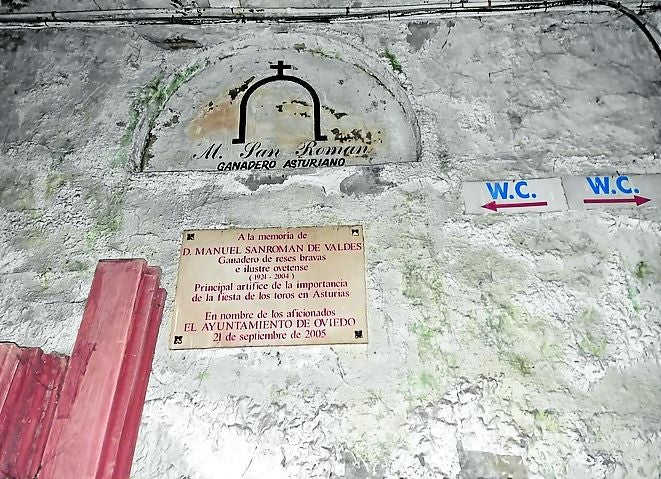 M. San Roman
GANADERO ASTURIANO
W.C.
W.C.
A la memoria de
D. MANUEL SANROMAN DE VALDES
Ganadero de reses bravas
e ilustre ovetense
( 1921 - 2004 )
Principal artífice de la importancia
de la fiesta de los toros en Asturias
En nombre de los aficionados
EL AYUNTAMIENTO DE OVIEDO
21 de septiembre de 2005